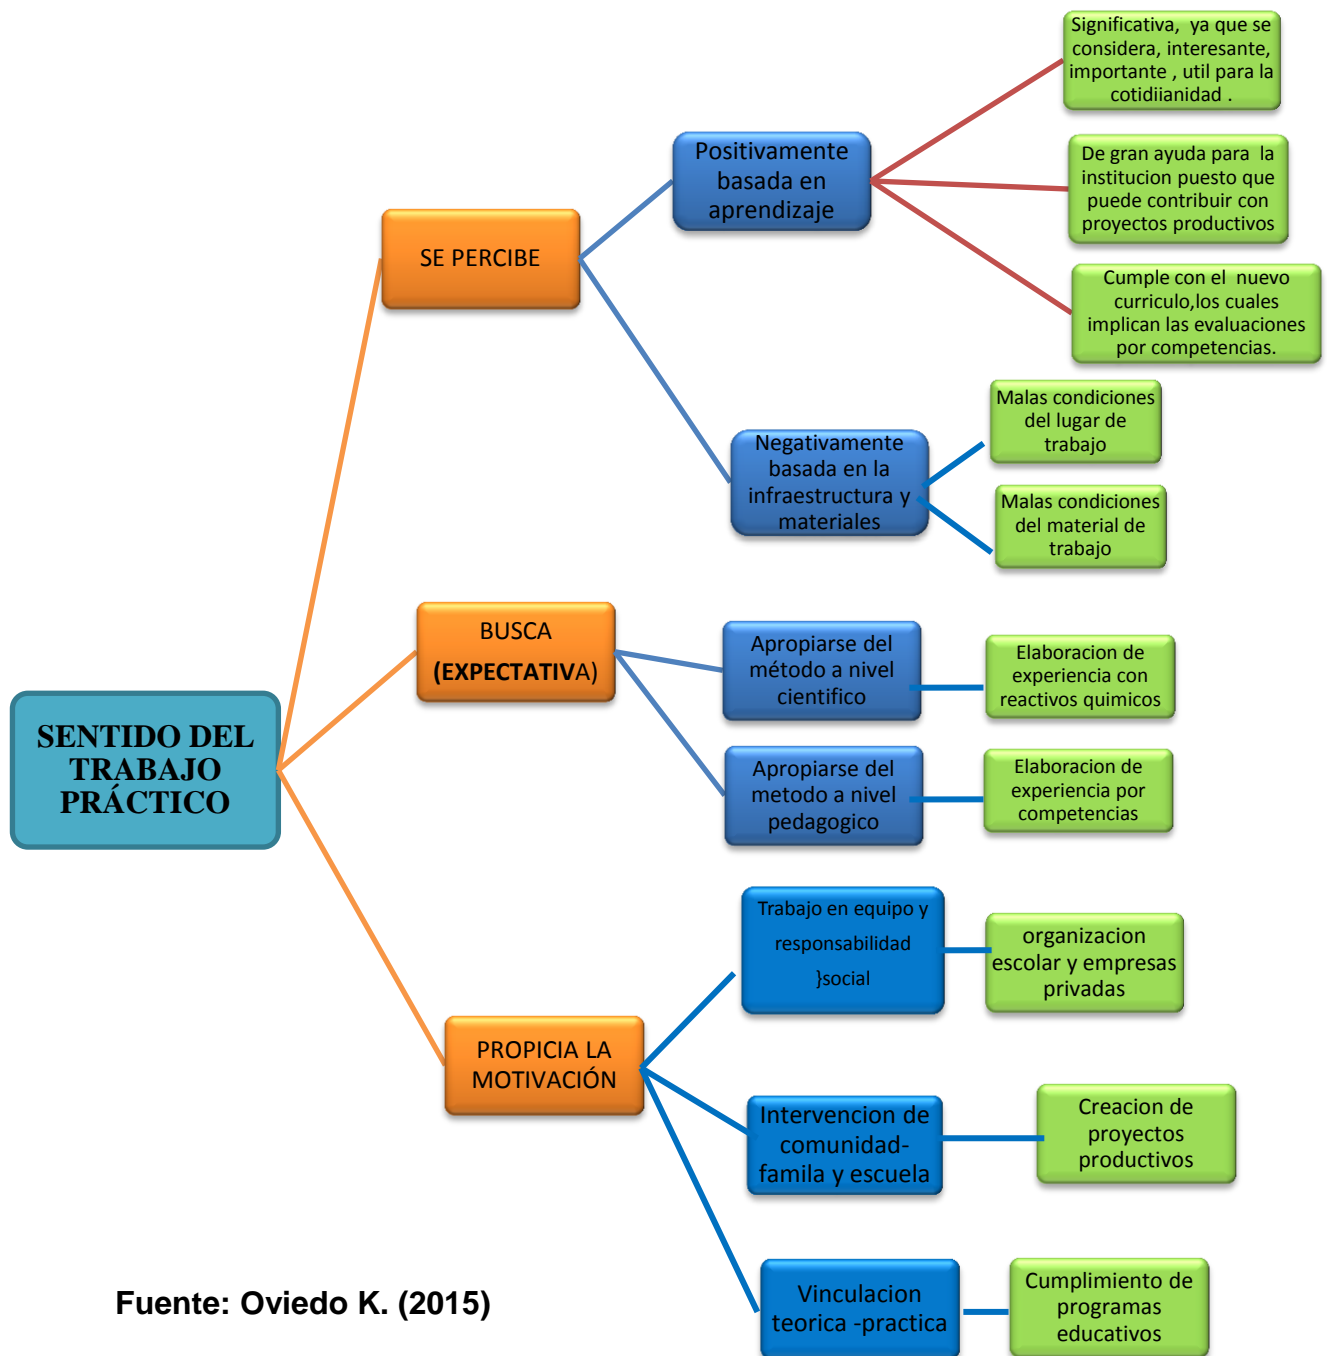 SENTIDO DEL
TRABAJO
PRÁCTICO
SE PERCIBE
Positivamente
basada en
aprendizaje
Significativa, ya que se
considera, interesante,
importante , util para la
cotidiianidad .
De gran ayuda para la
institucion puesto que
puede contribuir con
proyectos productivos
Cumple con el nuevo
curriculo,los cuales
implican las evaluaciones
por competencias.
Negativamente
basada en la
infraestructura y
materiales
Malas condiciones
del lugar de
trabajo
Malas condiciones
del material de
trabajo
BUSCA
(EXPECTATIVA)
Apropiarse del
método a nivel
cientifico
Elaboracion de
experiencia con
reactivos quimicos
Apropiarse del
metodo a nivel
pedagogico
Elaboracion de
experiencia por
competencias
PROPICIA LA
MOTIVACIÓN
Trabajo en equipo y
responsabilidad
}social
organizacion
escolar y empresas
privadas
Intervencion de
comunidad-
famila y escuela
Creacion de
proyectos
productivos
Vinculacion
teorica -practica
Cumplimiento de
programas
educativos
Fuente: Oviedo K. (2015)